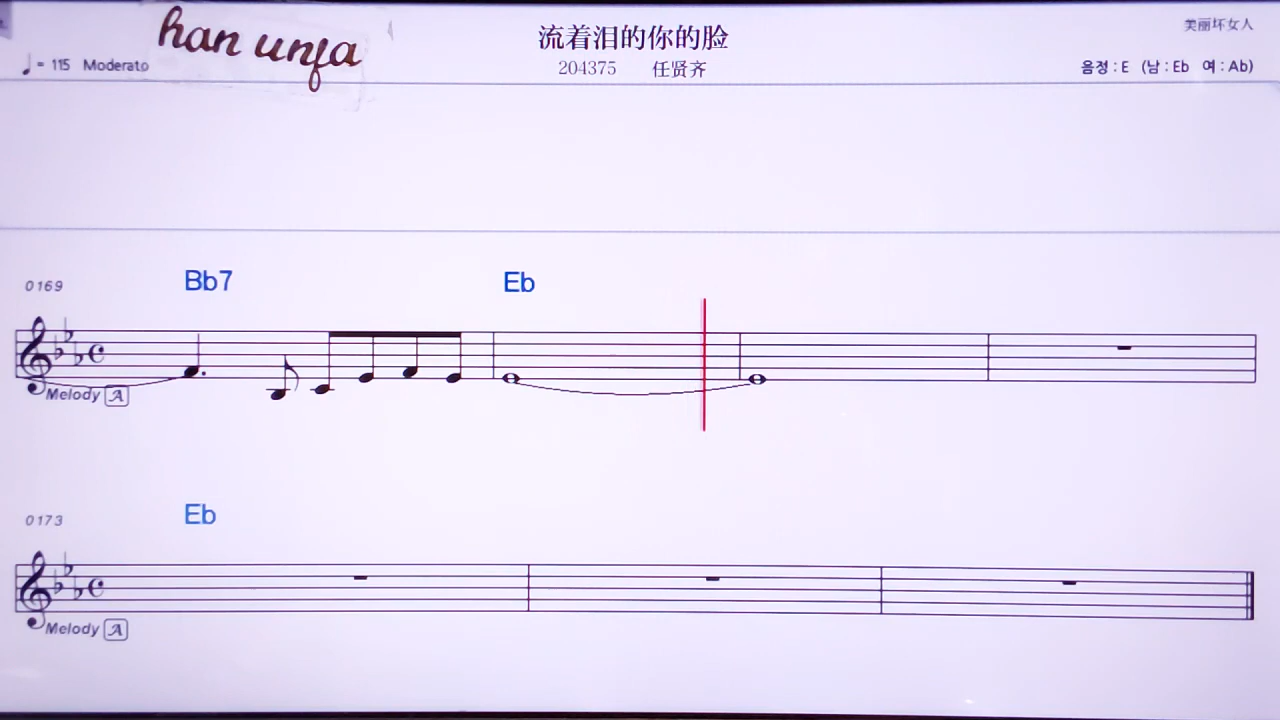 han unfa
流着泪的你的脸
美丽坏女人
♩ = 115 Moderato
204375 任贤齐
음정 : E (남 : Eb 여 : Ab)
0169 Bb7 Eb
Melody A
0173 Eb
Melody A